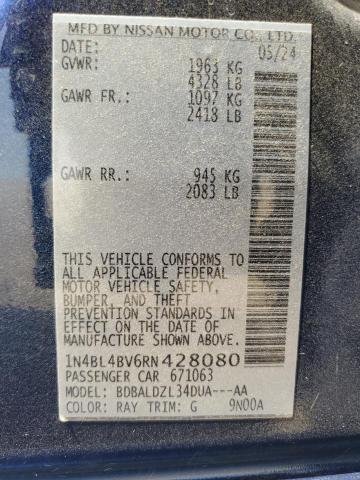 MFD BY NISSAN MOTOR CO., LTD.
DATE: 05/24
GVWR: 1963 KG
4328 LB
GAWR FR.: 1097 KG
2418 LB
GAWR RR.: 945 KG
2083 LB
THIS VEHICLE CONFORMS TO
ALL APPLICABLE FEDERAL
MOTOR VEHICLE SAFETY,
BUMPER, AND THEFT
PREVENTION STANDARDS IN
EFFECT ON THE DATE OF
MANUFACTURE SHOWN ABOVE.
1N4BL4BV6RN428080
PASSENGER CAR 671063
MODEL: BDBALDZL34DUA---AA
COLOR: RAY TRIM: G 9N00A